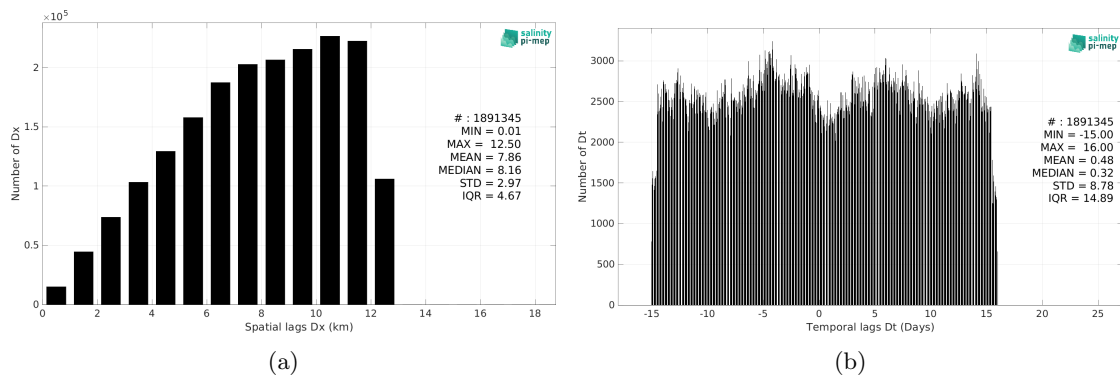 ×10⁵
salinity
pi-mep
2
1.5
1
0.5
0
Number of Dx
# : 1891345
MIN = 0.01
MAX = 12.50
MEAN = 7.86
MEDIAN = 8.16
STD = 2.97
IQR = 4.67
0 2 4 6 8 10 12 14 16 18
Spatial lags Dx (km)
(a)
salinity
pi-mep
3000
2500
2000
1500
1000
500
0
Number of Dt
# : 1891345
MIN = -15.00
MAX = 16.00
MEAN = 0.48
MEDIAN = 0.32
STD = 8.78
IQR = 14.89
-15 -10 -5 0 5 10 15 20 25
Temporal lags Dt (Days)
(b)